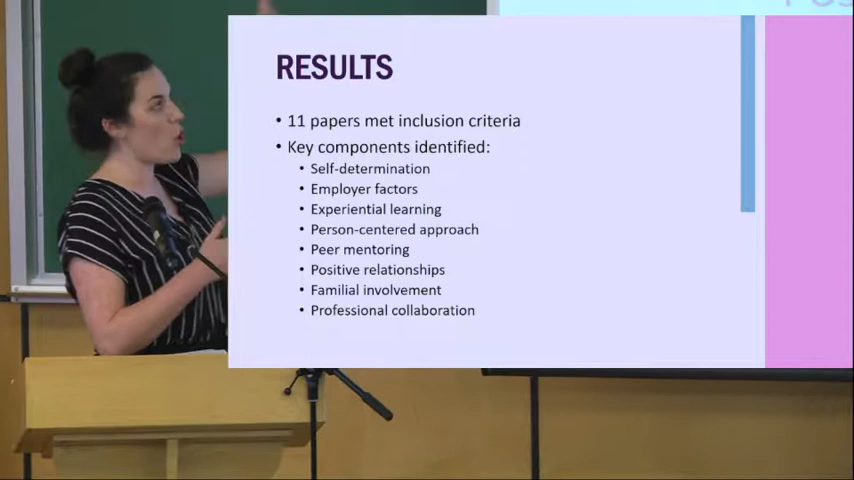 RESULTS
• 11 papers met inclusion criteria
• Key components identified:
• Self-determination
• Employer factors
• Experiential learning
• Person-centered approach
• Peer mentoring
• Positive relationships
• Familial involvement
• Professional collaboration